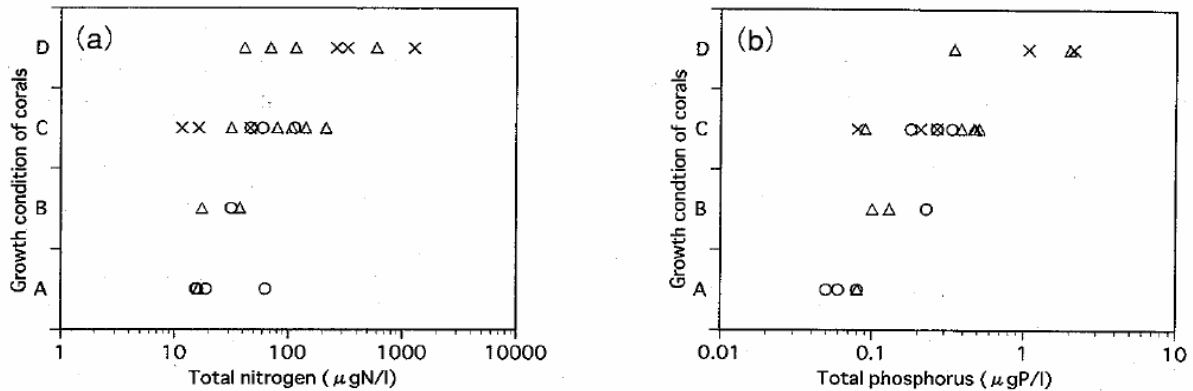 (a)
Growth condition of corals
D
C
B
A
1 10 100 1000 10000
Total nitrogen ( μgN/l)
(b)
Growth condtion of corals
D
C
B
A
0.01 0.1 1 10
Total phosphorus ( μgP/l)